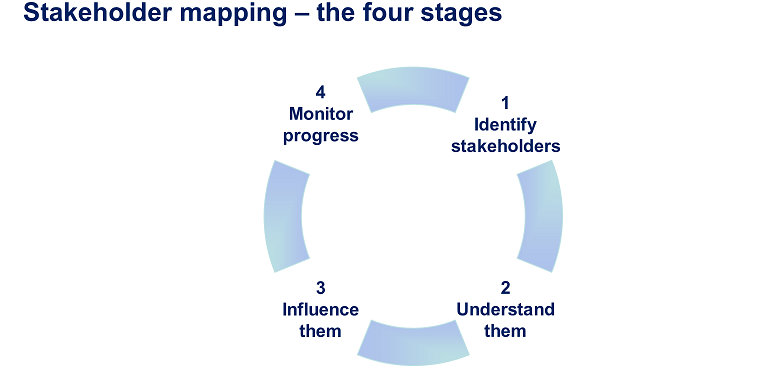 Stakeholder mapping – the four stages
1
Identify
stakeholders
2
Understand
them
3
Influence
them
4
Monitor
progress